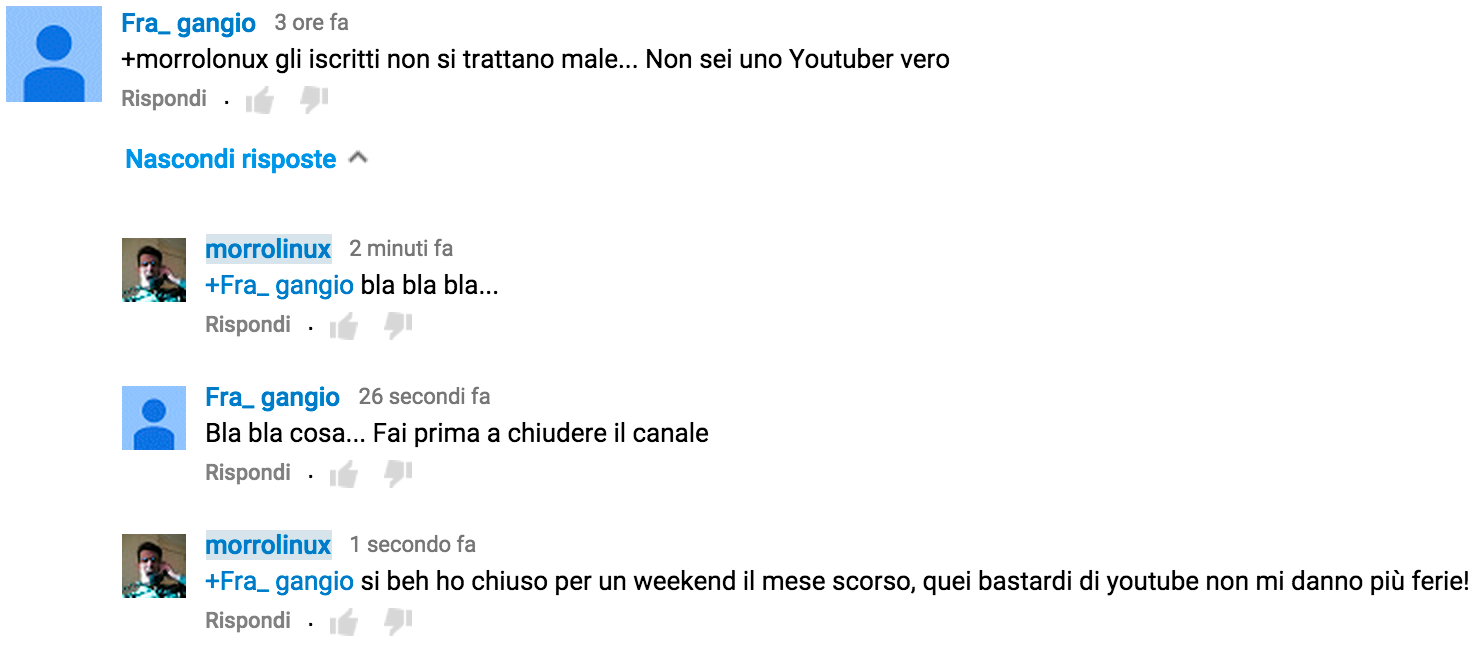 Fra_ gangio 3 ore fa
+morrolonux gli iscritti non si trattano male... Non sei uno Youtuber vero
Rispondi .
Nascondi risposte
morrolinux 2 minuti fa
+Fra_ gangio bla bla bla...
Rispondi .
Fra_ gangio 26 secondi fa
Bla bla cosa... Fai prima a chiudere il canale
Rispondi .
morrolinux 1 secondo fa
+Fra_ gangio si beh ho chiuso per un weekend il mese scorso, quei bastardi di youtube non mi danno più ferie!
Rispondi .